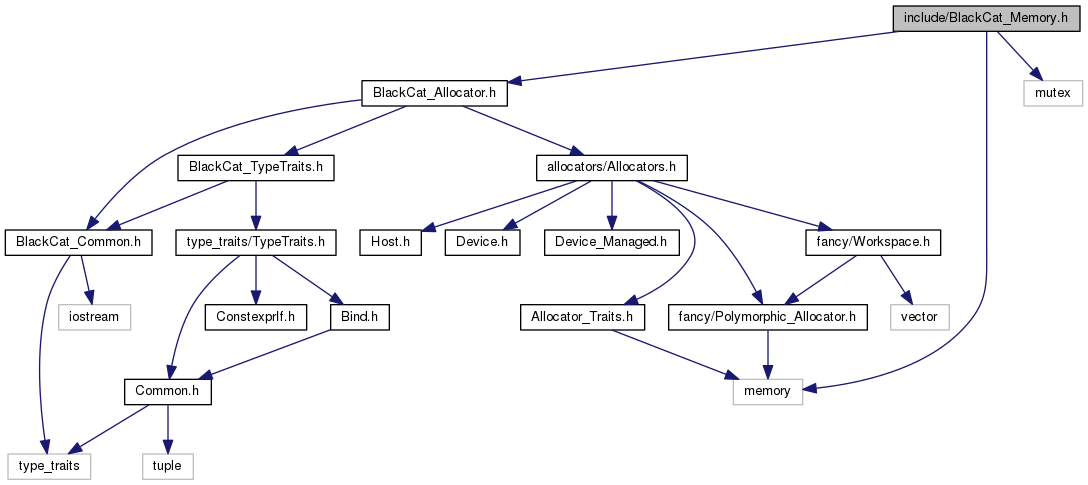 include/BlackCat_Memory.h
BlackCat_Allocator.h
mutex
BlackCat_TypeTraits.h
allocators/Allocators.h
BlackCat_Common.h
type_traits/TypeTraits.h
Host.h
Device.h
Device_Managed.h
fancy/Workspace.h
iostream
ConstexprIf.h
Bind.h
Allocator_Traits.h
fancy/Polymorphic_Allocator.h
vector
Common.h
memory
type_traits
tuple